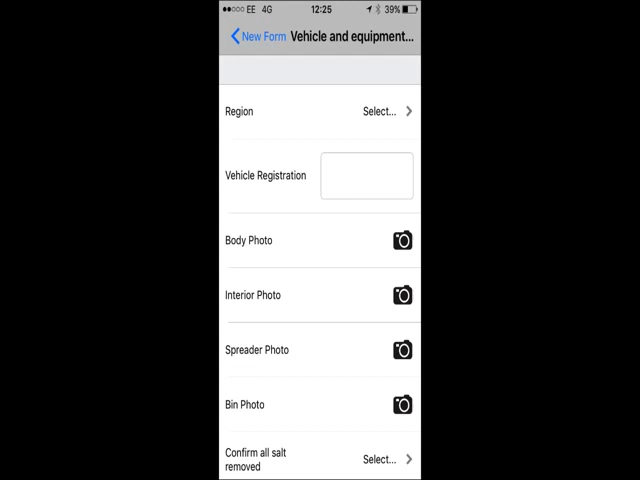 EE 4G 12:25 39%
New Form Vehicle and equipment...
Region Select...
Vehicle Registration
Body Photo
Interior Photo
Spreader Photo
Bin Photo
Confirm all salt
removed Select...